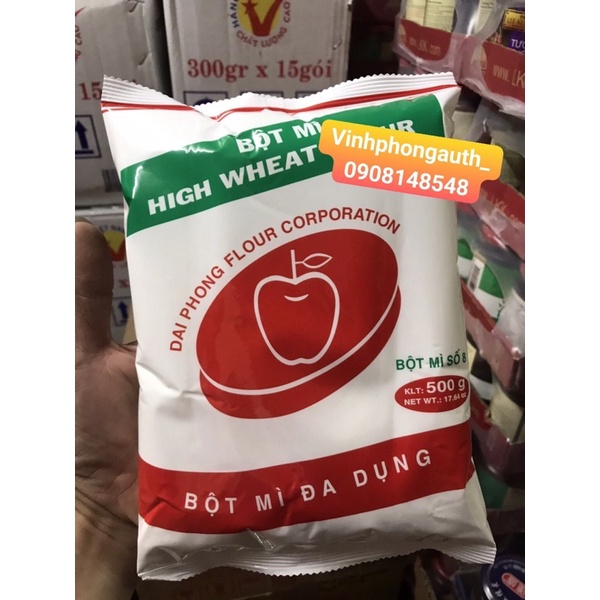 HÀNG
CHẤT LƯỢNG CAO
300gr x 15gói
BỘT MÌ
HIGH WHEAT
Vinhphongauth_
0908148548
DAI PHONG FLOUR CORPORATION
BỘT MÌ SỐ 8
KLT: 500 g
NET WT.: 17.64 oz
BỘT MÌ ĐA DỤNG